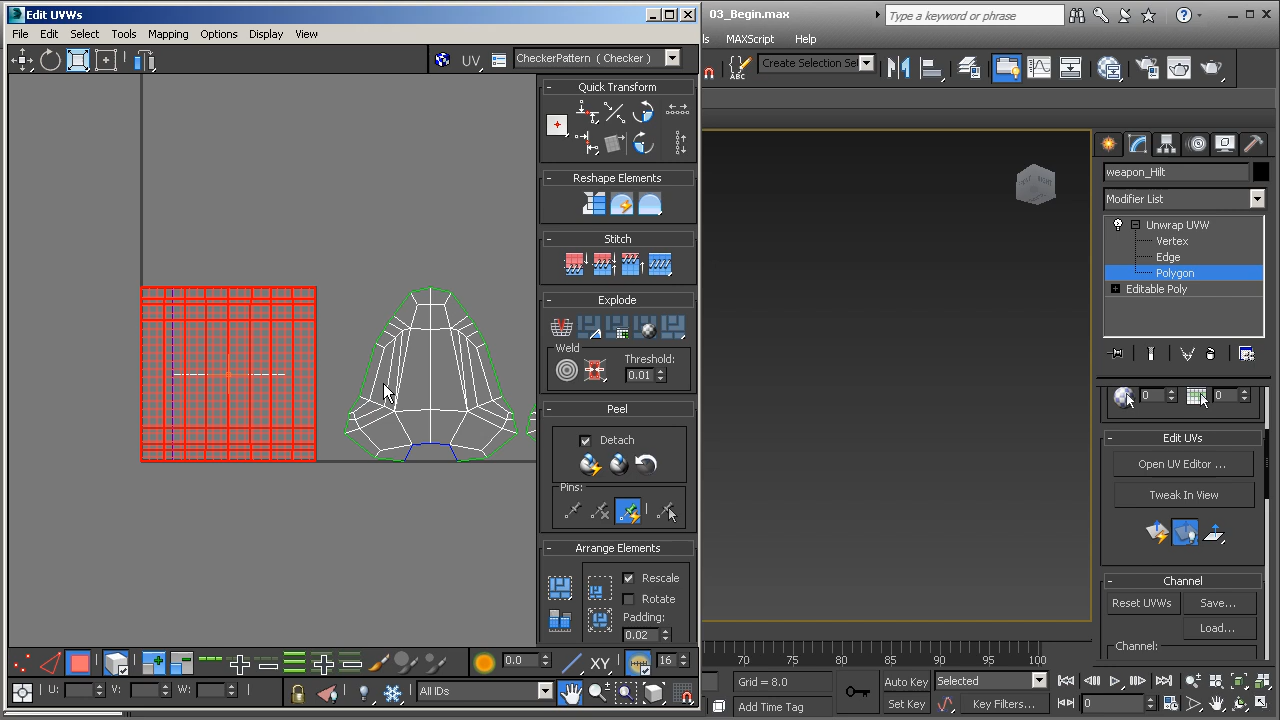 Edit UVWs
03_Begin.max
Type a keyword or phrase
File Edit Select Tools Mapping Options Display View
MAXScript Help
UV
CheckerPattern ( Checker )
ABC
Create Selection Se
Quick Transform
Reshape Elements
weapon_Hilt
Modifier List
Unwrap UVW
Stitch
Vertex
Edge
Polygon
Editable Poly
Explode
Weld
Threshold:
0.01
0
0
Peel
Edit UVs
Detach
Open UV Editor ...
Pins:
Tweak In View
Arrange Elements
Rescale
Channel
Rotate
Reset UVWs
Save...
Padding:
0.02
Load...
Channel:
0.0
XY
16
70 75 80 85 90 95 100
U:
V:
W:
All IDs
Grid = 8.0
Auto Key
Selected
Add Time Tag
Set Key
Key Filters...
0